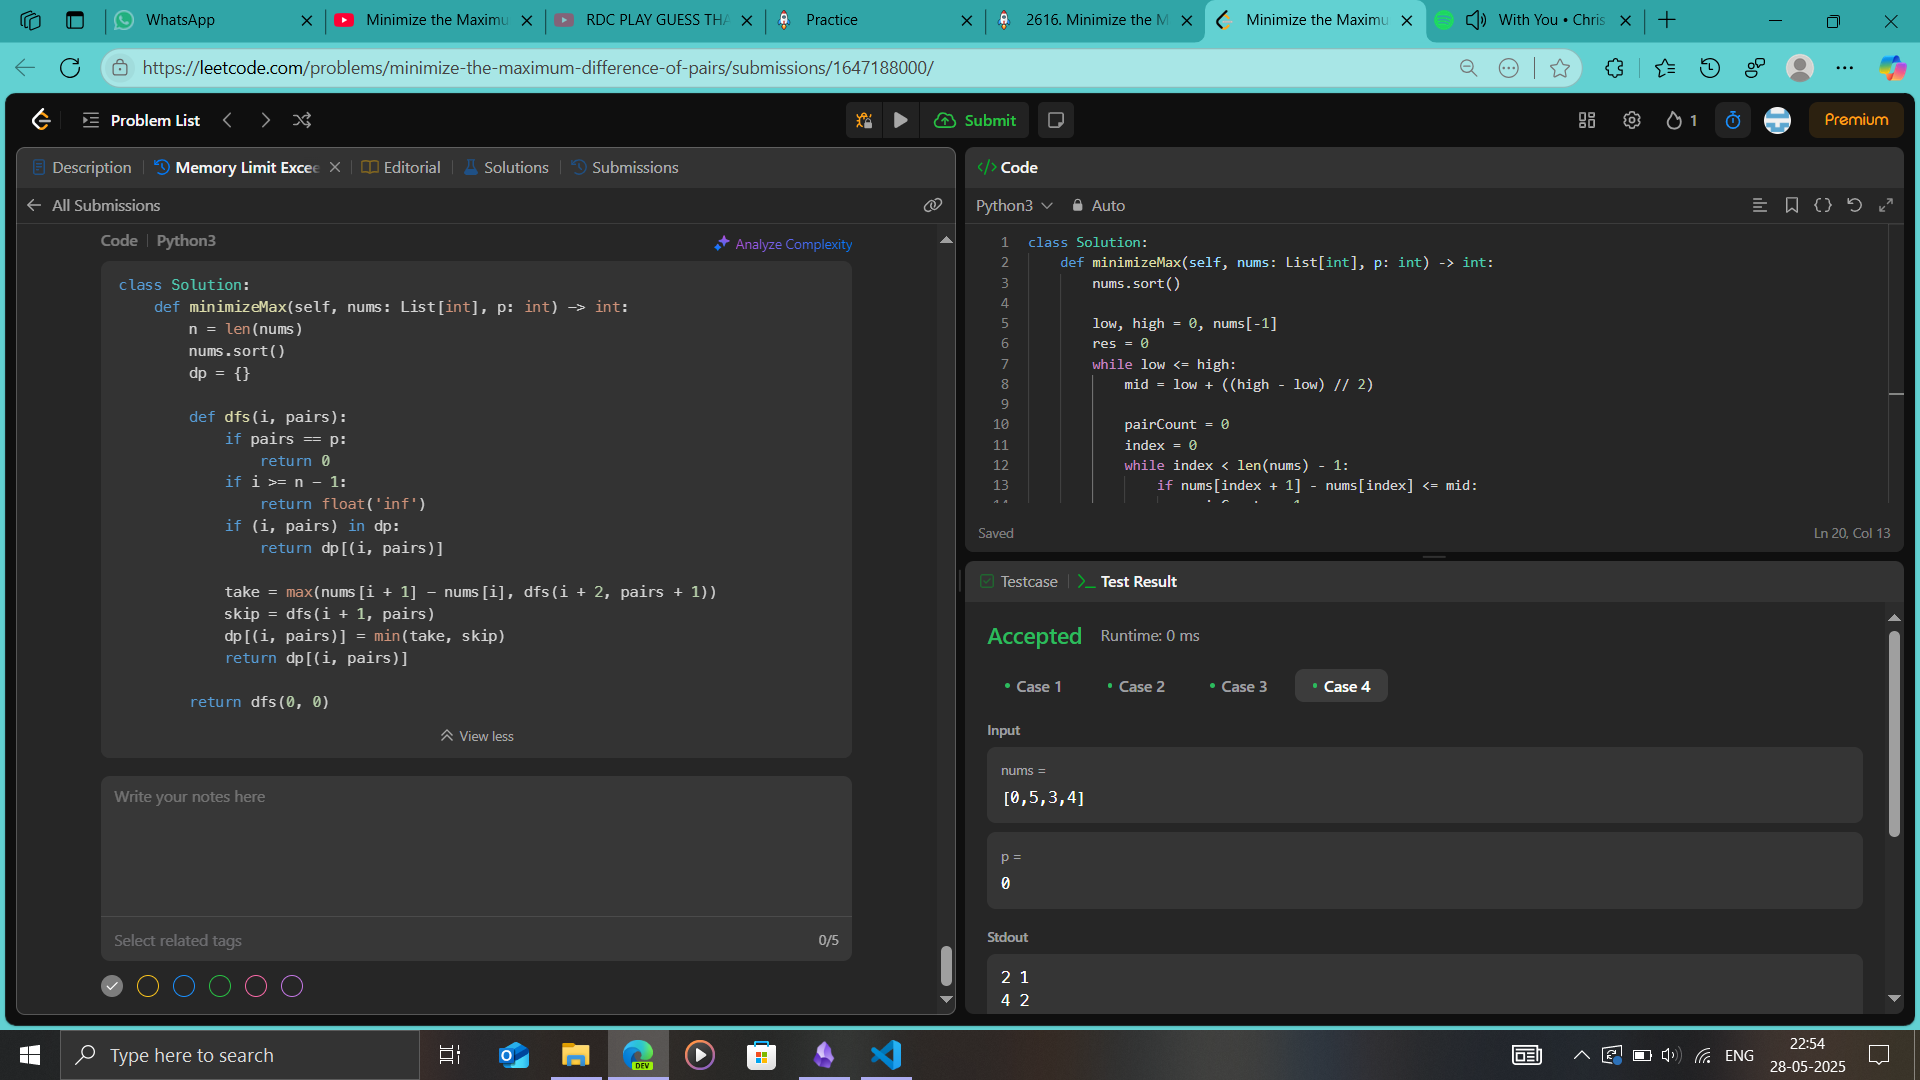 WhatsApp
Minimize the Maximu
RDC PLAY GUESS THA
Practice
2616. Minimize the M
Minimize the Maximu
With You • Chris
https://leetcode.com/problems/minimize-the-maximum-difference-of-pairs/submissions/1647188000/
Problem List
Submit
1
Premium
Description
Memory Limit Excee
Editorial
Solutions
Submissions
All Submissions
Code
Python3
Analyze Complexity
class Solution:
def minimizeMax(self, nums: List[int], p: int) -> int:
n = len(nums)
nums.sort()
dp = {}
def dfs(i, pairs):
if pairs == p:
return 0
if i >= n - 1:
return float('inf')
if (i, pairs) in dp:
return dp[(i, pairs)]
take = max(nums[i + 1] - nums[i], dfs(i + 2, pairs + 1))
skip = dfs(i + 1, pairs)
dp[(i, pairs)] = min(take, skip)
return dp[(i, pairs)]
return dfs(0, 0)
View less
Write your notes here
Select related tags
0/5
Code
Python3
Auto
1 class Solution:
2 def minimizeMax(self, nums: List[int], p: int) -> int:
3 nums.sort()
4
5 low, high = 0, nums[-1]
6 res = 0
7 while low <= high:
8 mid = low + ((high - low) // 2)
9
10 pairCount = 0
11 index = 0
12 while index < len(nums) - 1:
13 if nums[index + 1] - nums[index] <= mid:
Saved
Ln 20, Col 13
Testcase
Test Result
Accepted
Runtime: 0 ms
Case 1
Case 2
Case 3
Case 4
Input
nums =
[0,5,3,4]
p =
0
Stdout
2 1
4 2
Type here to search
DEV
ENG
22:54
28-05-2025